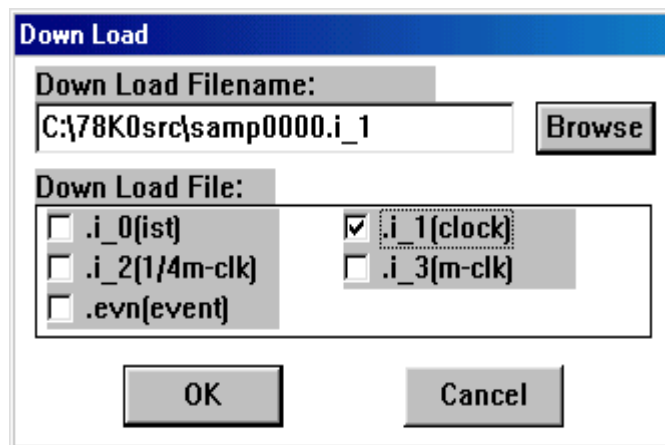 Down Load
Down Load Filename:
C:\78K0src\samp0000.i_1 Browse
Down Load File:
.i_0(ist) .i_1(clock)
.i_2(1/4m-clk) .i_3(m-clk)
.evn(event)
OK Cancel